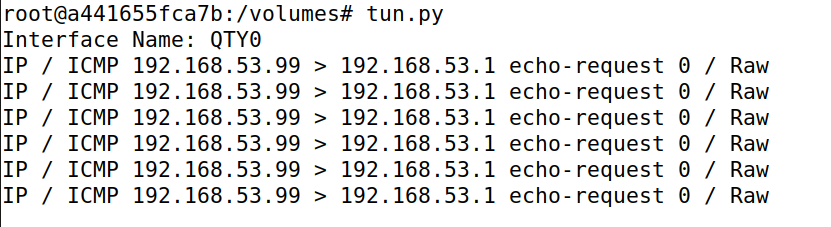 root@a441655fca7b:/volumes# tun.py
Interface Name: QTY0
IP / ICMP 192.168.53.99 > 192.168.53.1 echo-request 0 / Raw
IP / ICMP 192.168.53.99 > 192.168.53.1 echo-request 0 / Raw
IP / ICMP 192.168.53.99 > 192.168.53.1 echo-request 0 / Raw
IP / ICMP 192.168.53.99 > 192.168.53.1 echo-request 0 / Raw
IP / ICMP 192.168.53.99 > 192.168.53.1 echo-request 0 / Raw
IP / ICMP 192.168.53.99 > 192.168.53.1 echo-request 0 / Raw